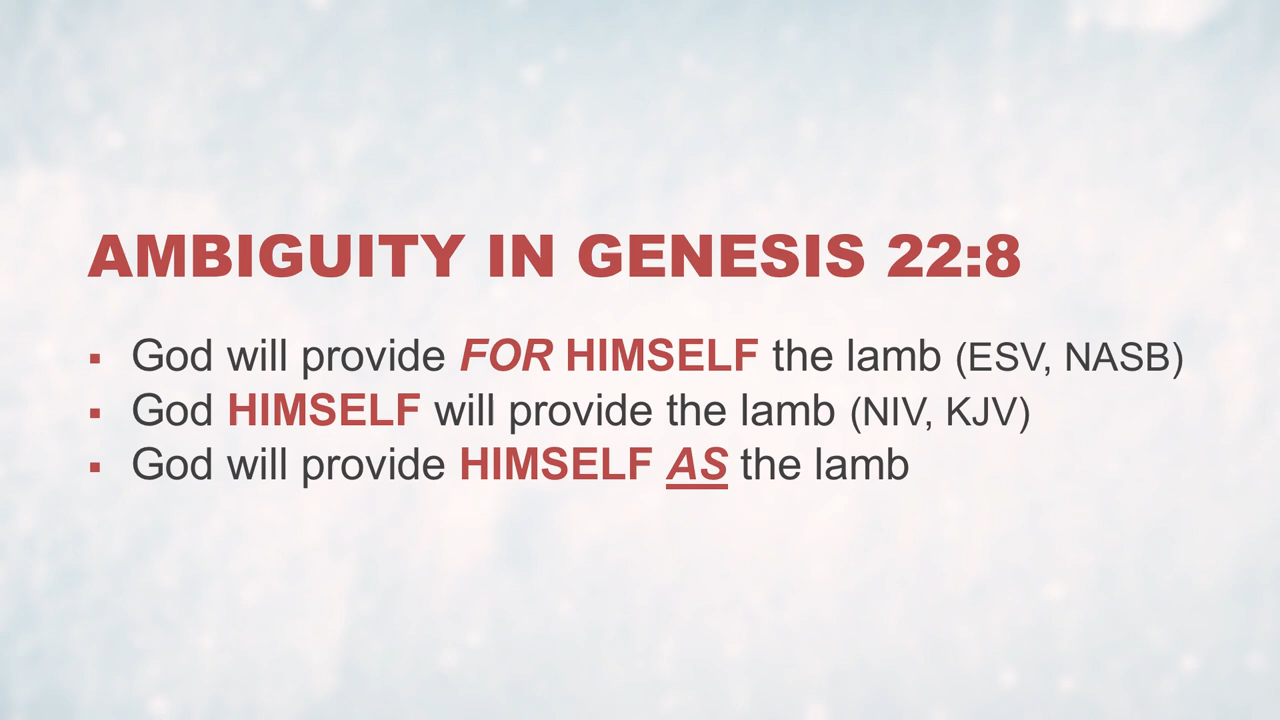 AMBIGUITY IN GENESIS 22:8
▪ God will provide FOR HIMSELF the lamb (ESV, NASB)
▪ God HIMSELF will provide the lamb (NIV, KJV)
▪ God will provide HIMSELF AS the lamb